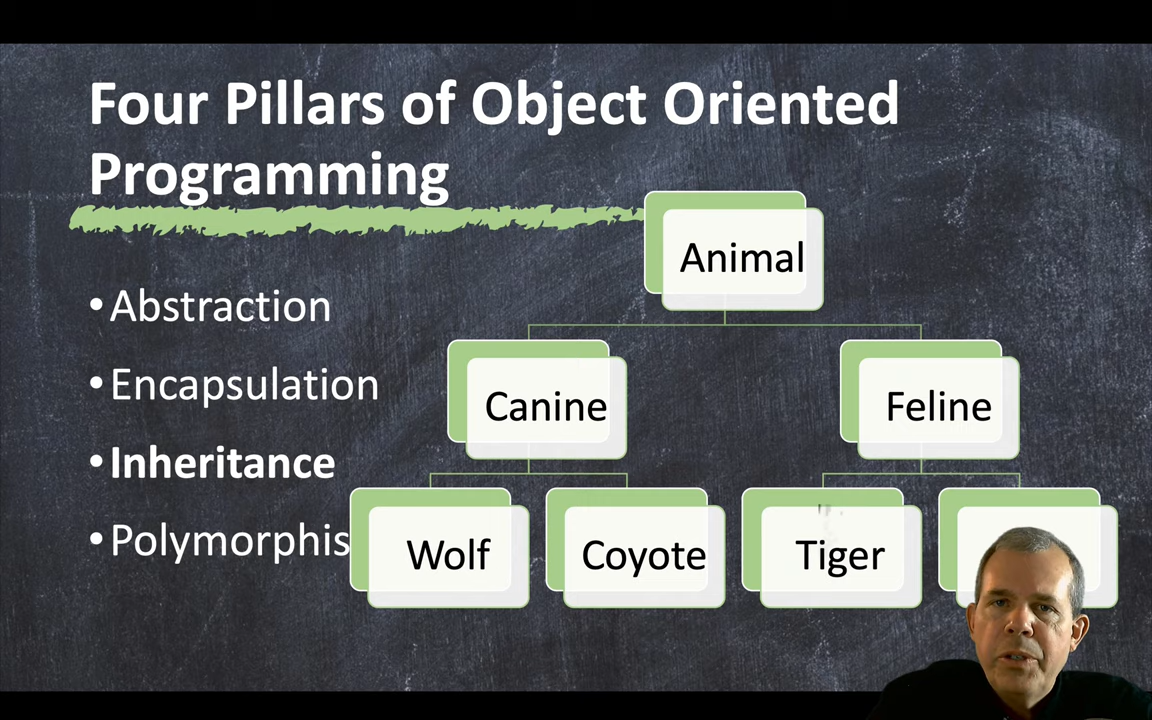 Four Pillars of Object Oriented
Programming
• Abstraction
• Encapsulation
• Inheritance
• Polymorphis
Animal
Canine
Feline
Wolf
Coyote
Tiger